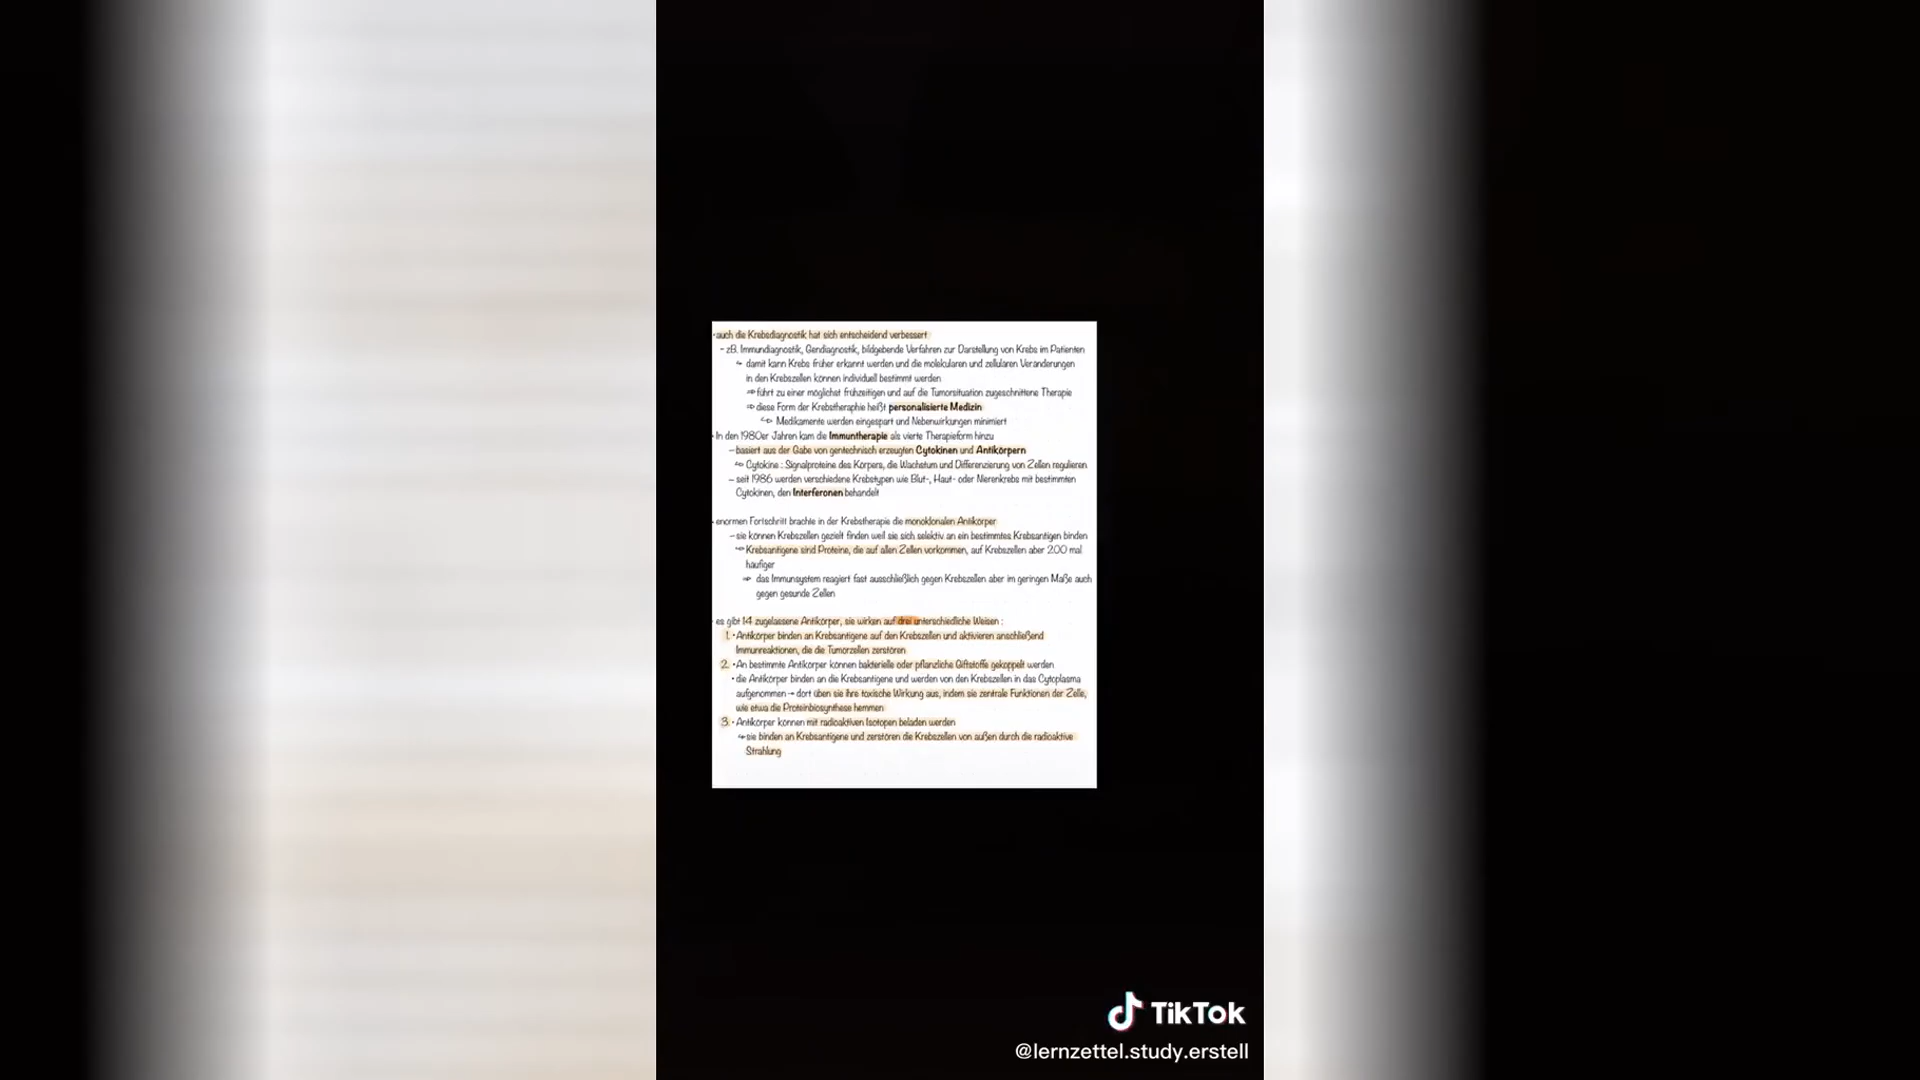 • auch die Krebsdiagnostik hat sich entscheidend verbessert
– zB. Immundiagnostik, Gendiagnostik, bildgebende Verfahren zur Darstellung von Krebs im Patienten
↪ damit kann Krebs früher erkannt werden und die molekularen und zellulären Veränderungen
in den Krebszellen können individuell bestimmt werden
⇒ führt zu einer möglichst frühzeitigen und auf die Tumorsituation zugeschnittene Therapie
⇒ diese Form der Krebstheraphie heißt personalisierte Medizin
↪ Medikamente werden eingespart und Nebenwirkungen minimiert
• In den 1980er Jahren kam die Immuntherapie als vierte Therapieform hinzu
– basiert aus der Gabe von gentechnisch erzeugten Cytokinen und Antikörpern
↪ Cytokine : Signalproteine des Körpers, die Wachstum und Differenzierung von Zellen regulieren
– seit 1986 werden verschiedene Krebstypen wie Blut-, Haut- oder Nierenkrebs mit bestimmten
Cytokinen, den Interferonen behandelt
• enormen Fortschritt brachte in der Krebstherapie die monoklonalen Antikörper
– sie können Krebszellen gezielt finden weil sie sich selektiv an ein bestimmtes Krebsantigen binden
↪ Krebsantigene sind Proteine, die auf allen Zellen vorkommen, auf Krebszellen aber 200 mal
häufiger
⇒ das Immunsystem reagiert fast ausschließlich gegen Krebszellen aber im geringen Maße auch
gegen gesunde Zellen
• es gibt 14 zugelassene Antikörper, sie wirken auf drei unterschiedliche Weisen :
1. • Antikörper binden an Krebsantigene auf den Krebszellen und aktivieren anschließend
Immunreaktionen, die die Tumorzellen zerstören
2. • An bestimmte Antikörper können bakterielle oder pflanzliche Giftstoffe gekoppelt werden
• die Antikörper binden an die Krebsantigene und werden von den Krebszellen in das Cytoplasma
aufgenommen → dort üben sie ihre toxische Wirkung aus, indem sie zentrale Funktionen der Zelle,
wie etwa die Proteinbiosynthese hemmen
3. • Antikörper können mit radioaktiven Isotopen beladen werden
↪ sie binden an Krebsantigene und zerstören die Krebszellen von außen durch die radioaktive
Strahlung
TikTok
@lernzettel.study.erstell